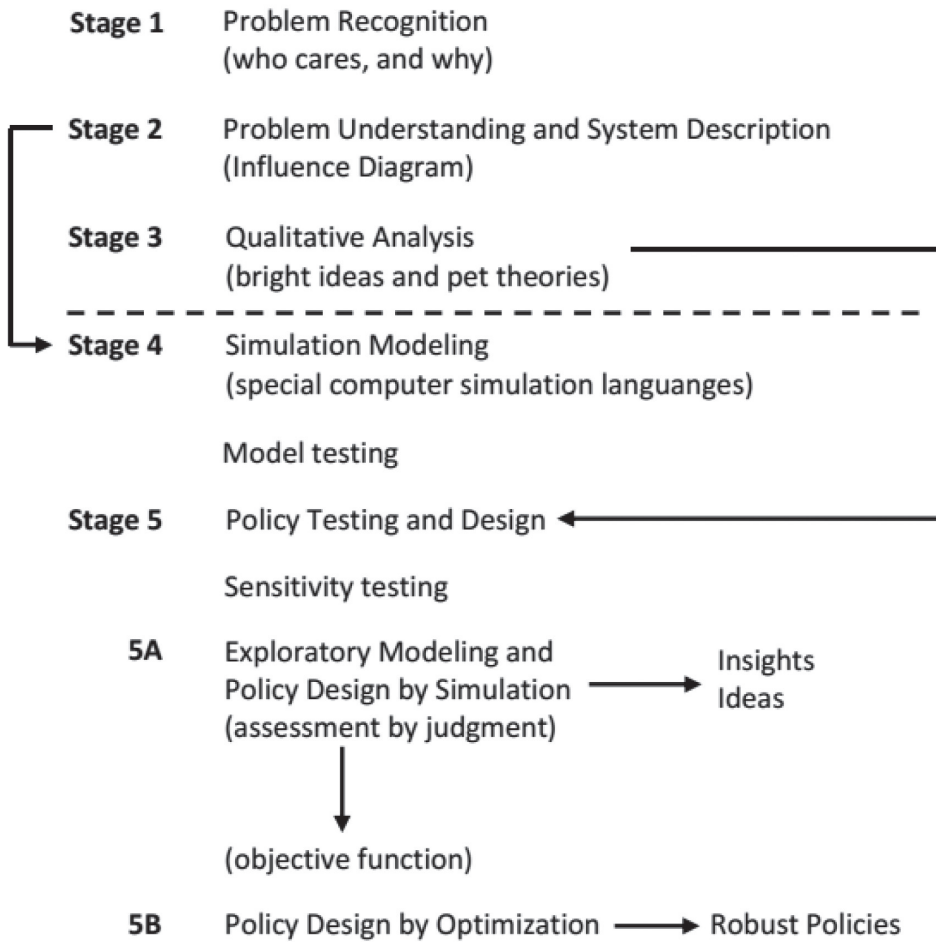 Stage 1 Problem Recognition
(who cares, and why)
Stage 2 Problem Understanding and System Description
(Influence Diagram)
Stage 3 Qualitative Analysis
(bright ideas and pet theories)
Stage 4 Simulation Modeling
(special computer simulation languanges)
Model testing
Stage 5 Policy Testing and Design
Sensitivity testing
5A Exploratory Modeling and
Policy Design by Simulation
(assessment by judgment)
Insights
Ideas
(objective function)
5B Policy Design by Optimization Robust Policies